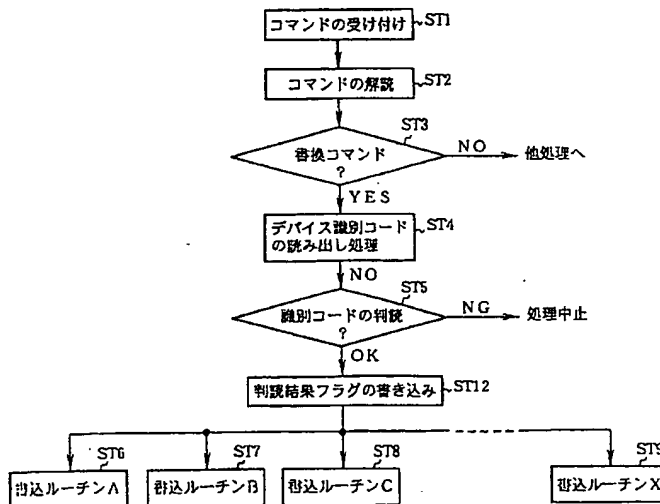 コマンドの受け付け ST1
コマンドの解読 ST2
ST3
書換コマンド
?
NO
他処理へ
YES
デバイス識別コード
の読み出し処理
ST4
NO
ST5
識別コードの判読
?
NG
処理中止
OK
判読結果フラグの書き込み ST12
ST6 ST7 ST8 ST9
書込ルーチンA 書込ルーチンB 書込ルーチンC 書込ルーチンX